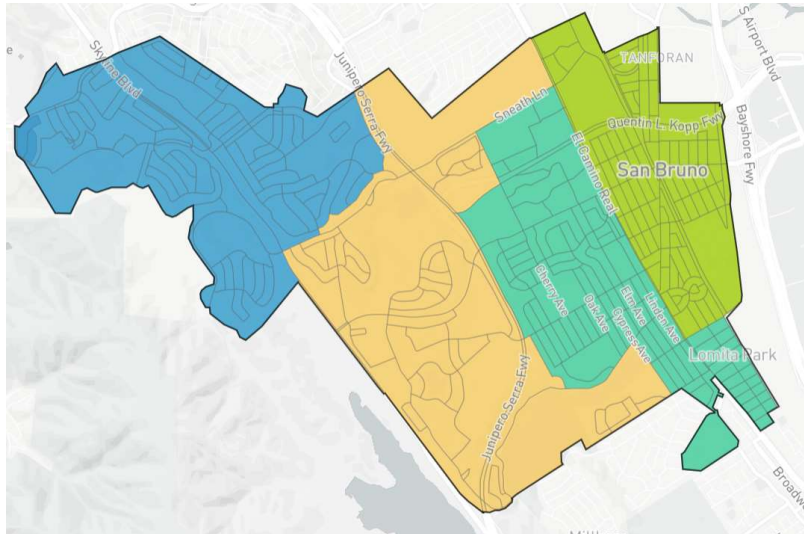 Skyline Blvd
Junipero Serra Fwy
S Airport Blvd
TANFORAN
Sneath Ln
Quentin L. Kopp Fwy
Bayshore Fwy
El Camino Real
San Bruno
Cherry Ave
Oak Ave
Elm Ave
Cypress Ave
Linden Ave
Lomita Park
Junipero Serra Fwy
Broadw